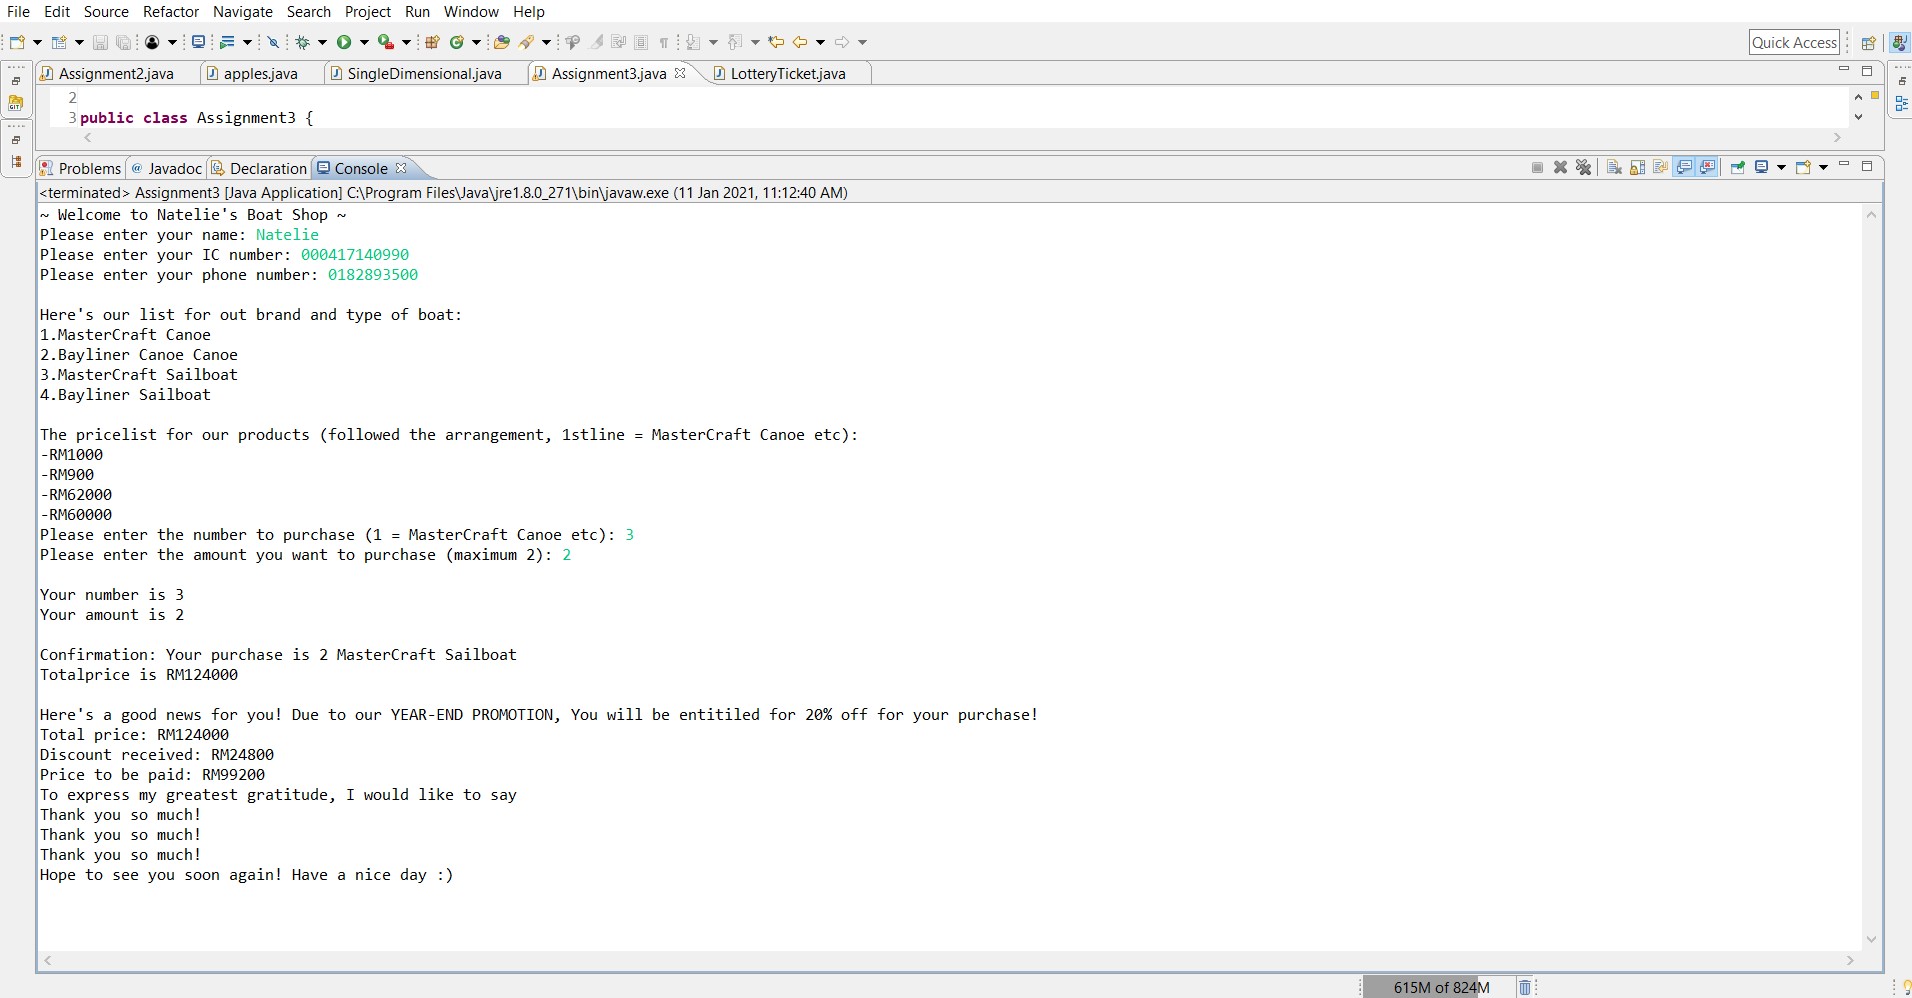 File Edit Source Refactor Navigate Search Project Run Window Help
Quick Access
Assignment2.java apples.java SingleDimensional.java Assignment3.java LotteryTicket.java
2
3 public class Assignment3 {
Problems @ Javadoc Declaration Console
<terminated> Assignment3 [Java Application] C:\Program Files\Java\jre1.8.0_271\bin\javaw.exe (11 Jan 2021, 11:12:40 AM)
~ Welcome to Natelie's Boat Shop ~
Please enter your name: Natelie
Please enter your IC number: 000417140990
Please enter your phone number: 0182893500
Here's our list for out brand and type of boat:
1.MasterCraft Canoe
2.Bayliner Canoe Canoe
3.MasterCraft Sailboat
4.Bayliner Sailboat
The pricelist for our products (followed the arrangement, 1stline = MasterCraft Canoe etc):
-RM1000
-RM900
-RM62000
-RM60000
Please enter the number to purchase (1 = MasterCraft Canoe etc): 3
Please enter the amount you want to purchase (maximum 2): 2
Your number is 3
Your amount is 2
Confirmation: Your purchase is 2 MasterCraft Sailboat
Totalprice is RM124000
Here's a good news for you! Due to our YEAR-END PROMOTION, You will be entitiled for 20% off for your purchase!
Total price: RM124000
Discount received: RM24800
Price to be paid: RM99200
To express my greatest gratitude, I would like to say
Thank you so much!
Thank you so much!
Thank you so much!
Hope to see you soon again! Have a nice day :)
615M of 824M